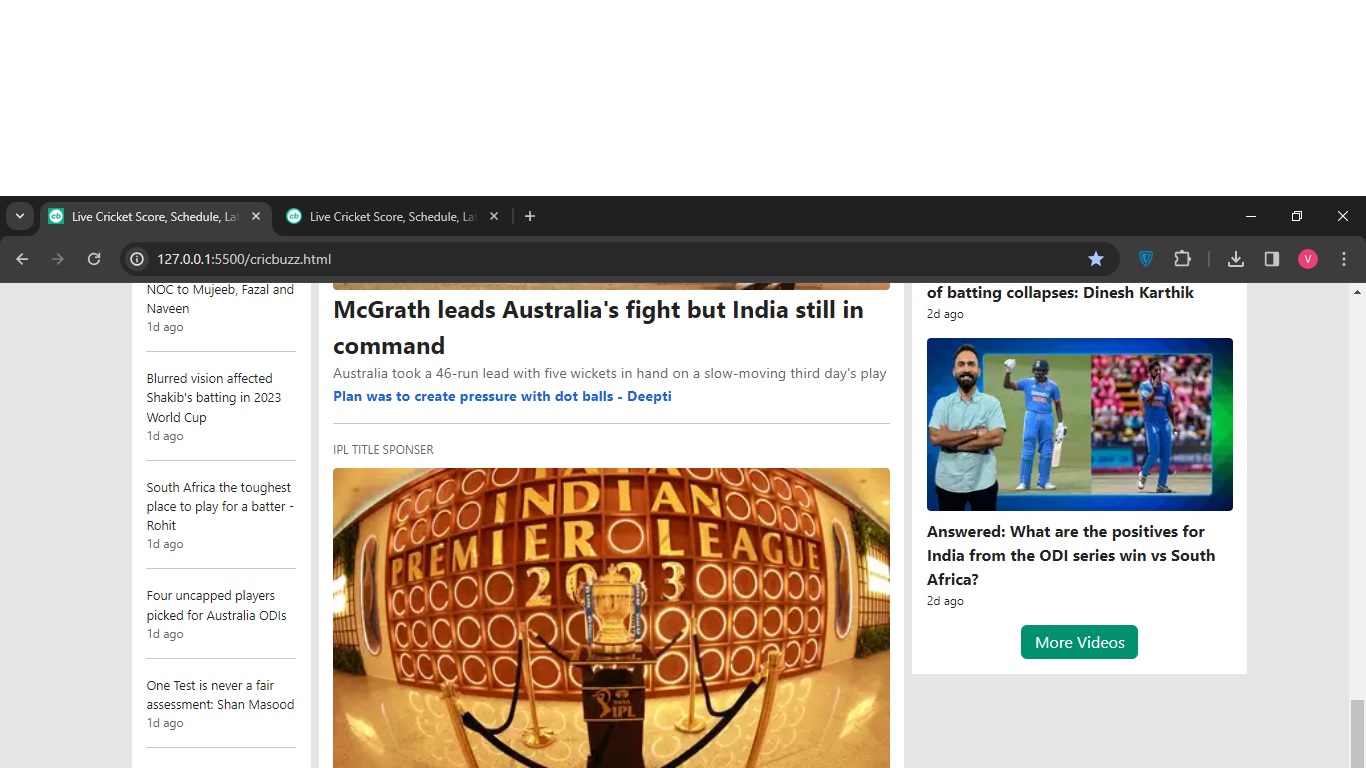 cb Live Cricket Score, Schedule, La
cb Live Cricket Score, Schedule, La
127.0.0.1:5500/cricbuzz.html
V
NOC to Mujeeb, Fazal and
Naveen
1d ago
Blurred vision affected
Shakib's batting in 2023
World Cup
1d ago
South Africa the toughest
place to play for a batter -
Rohit
1d ago
Four uncapped players
picked for Australia ODIs
1d ago
One Test is never a fair
assessment: Shan Masood
1d ago
McGrath leads Australia's fight but India still in
command
Australia took a 46-run lead with five wickets in hand on a slow-moving third day's play
Plan was to create pressure with dot balls - Deepti
IPL TITLE SPONSER
TATA
INDIAN
PREMIER LEAGUE
2023
TATA
IPL
of batting collapses: Dinesh Karthik
2d ago
Answered: What are the positives for
India from the ODI series win vs South
Africa?
2d ago
More Videos